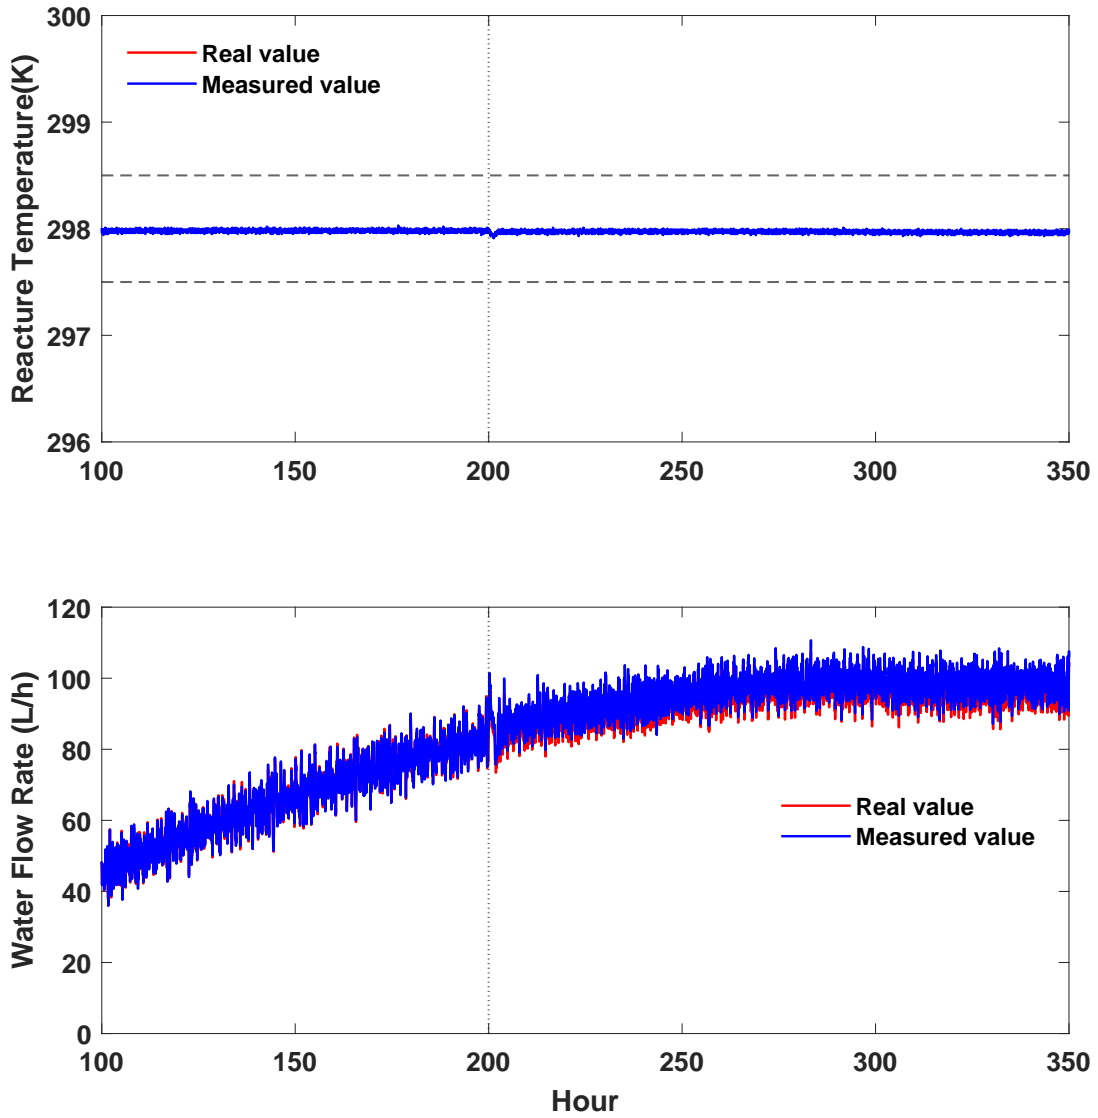 Reacture Temperature(K)
300
299
298
297
296
Real value
Measured value
100 150 200 250 300 350
Water Flow Rate (L/h)
120
100
80
60
40
20
0
Real value
Measured value
100 150 200 250 300 350
Hour